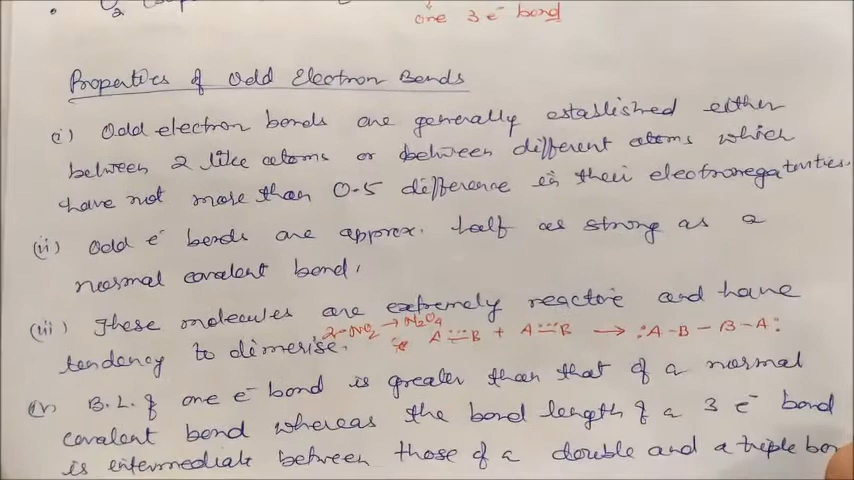 O₂
one 3 e⁻ bond
Properties of Odd Electron Bonds
(i) Odd electron bonds are generally established either
between 2 like atoms or between different atoms which
have not more than 0.5 difference in their electronegativities.
(ii) Odd e⁻ bonds are approx. half as strong as a
normal covalent bond.
(iii) These molecules are extremely reactive and have
tendency to dimerise. 2 NO₂ → N₂O₄ A⋯B + A⋯B → :A-B-B-A:
B.L. of one e⁻ bond is greater than that of a normal
covalent bond whereas the bond length of a 3 e⁻ bond
is intermediate between those of a double and a triple bon